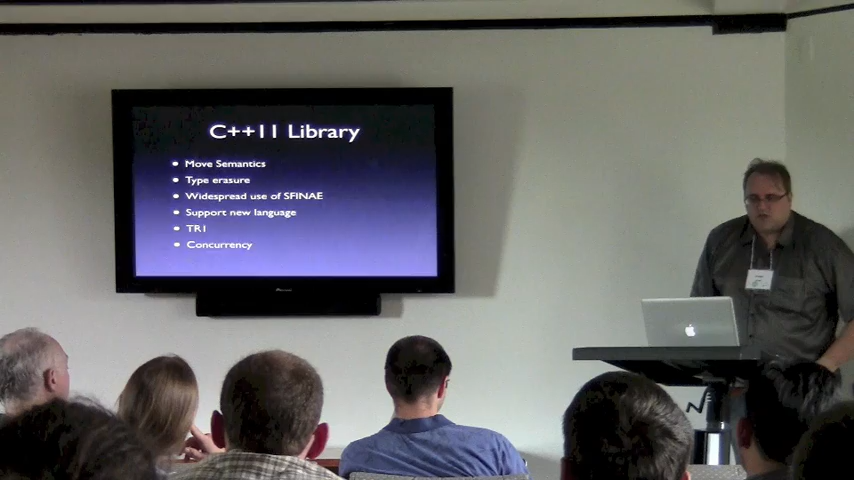 C++11 Library
• Move Semantics
• Type erasure
• Widespread use of SFINAE
• Support new language
• TR1
• Concurrency